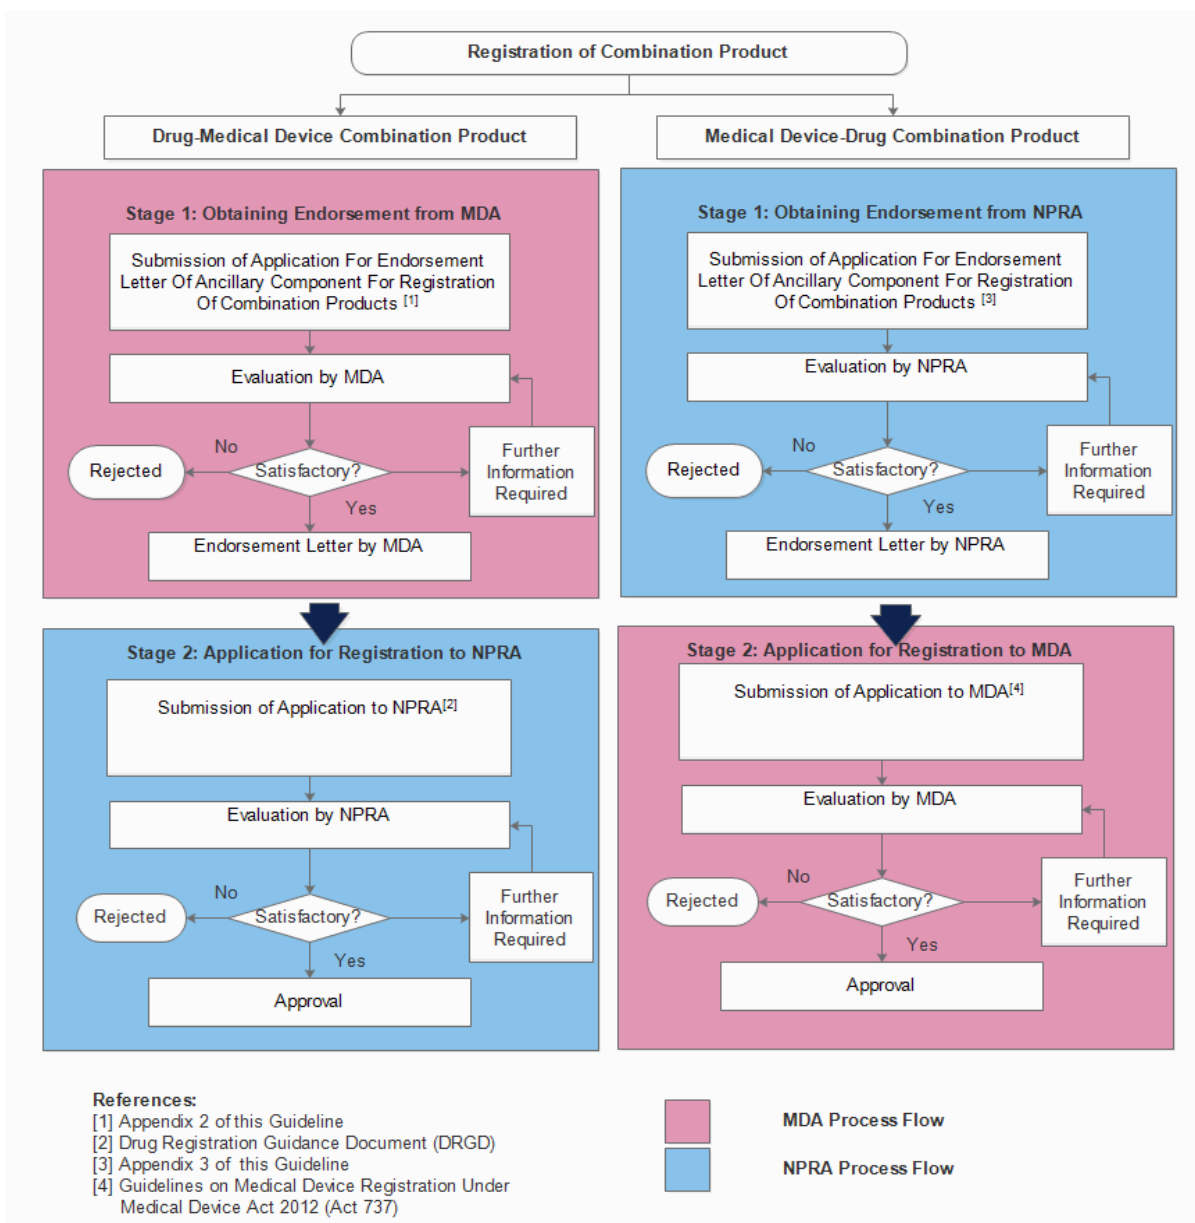 Registration of Combination Product
Drug-Medical Device Combination Product
Medical Device-Drug Combination Product
Stage 1: Obtaining Endorsement from MDA
Submission of Application For Endorsement
Letter Of Ancillary Component For Registration
Of Combination Products [1]
Evaluation by MDA
No
Rejected
Satisfactory?
Further
Information
Required
Yes
Endorsement Letter by MDA
Stage 1: Obtaining Endorsement from NPRA
Submission of Application For Endorsement
Letter Of Ancillary Component For Registration
Of Combination Products [3]
Evaluation by NPRA
No
Rejected
Satisfactory?
Further
Information
Required
Yes
Endorsement Letter by NPRA
Stage 2: Application for Registration to NPRA
Submission of Application to NPRA[2]
Evaluation by NPRA
No
Rejected
Satisfactory?
Further
Information
Required
Yes
Approval
Stage 2: Application for Registration to MDA
Submission of Application to MDA[4]
Evaluation by MDA
No
Rejected
Satisfactory?
Further
Information
Required
Yes
Approval
References:
[1] Appendix 2 of this Guideline
[2] Drug Registration Guidance Document (DRGD)
[3] Appendix 3 of this Guideline
[4] Guidelines on Medical Device Registration Under
Medical Device Act 2012 (Act 737)
MDA Process Flow
NPRA Process Flow